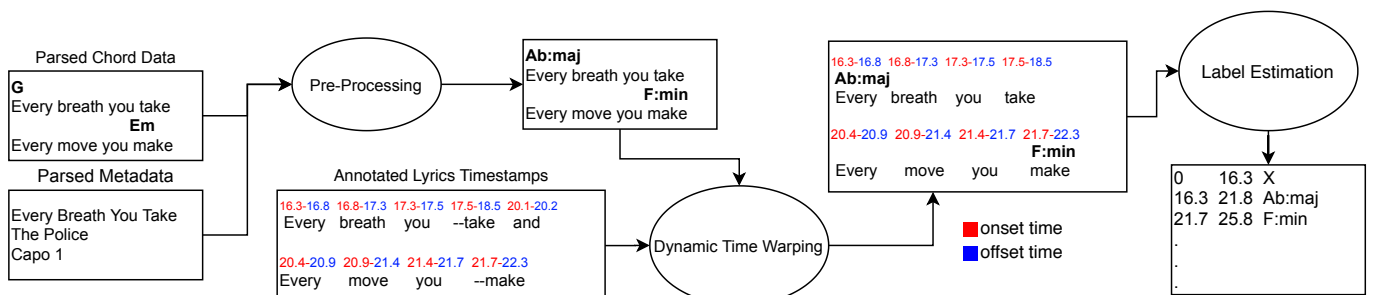 Parsed Chord Data
G
Every breath you take
Em
Every move you make
Parsed Metadata
Every Breath You Take
The Police
Capo 1
Pre-Processing
Ab:maj
Every breath you take
F:min
Every move you make
Annotated Lyrics Timestamps
16.3-16.8 16.8-17.3 17.3-17.5 17.5-18.5 20.1-20.2
Every breath you --take and
20.4-20.9 20.9-21.4 21.4-21.7 21.7-22.3
Every move you --make
Dynamic Time Warping
16.3-16.8 16.8-17.3 17.3-17.5 17.5-18.5
Ab:maj
Every breath you take
20.4-20.9 20.9-21.4 21.4-21.7 21.7-22.3
F:min
Every move you make
onset time
offset time
Label Estimation
0 16.3 X
16.3 21.8 Ab:maj
21.7 25.8 F:min
.
.
.